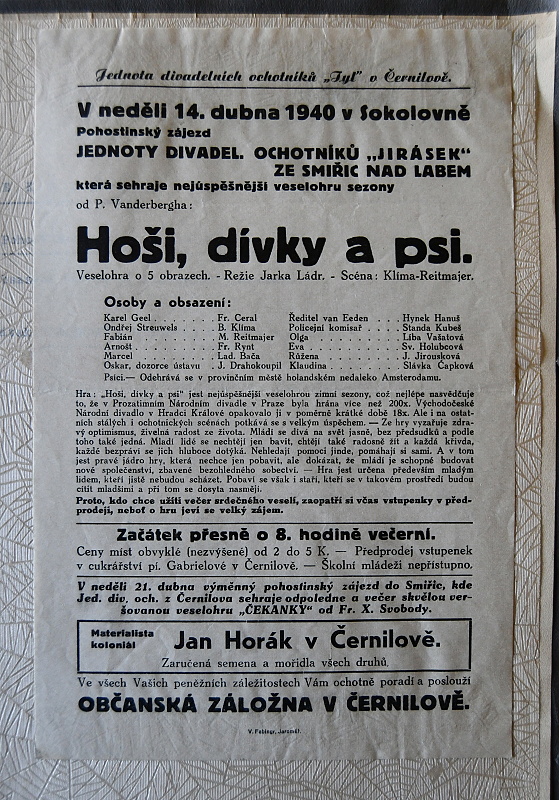 Jednota divadelních ochotníků „Tyl" v Černilově.
V neděli 14. dubna 1940 v Sokolovně
Pohostinský zájezd
JEDNOTY DIVADEL. OCHOTNÍKŮ „JIRÁSEK"
ZE SMIŘIC NAD LABEM
která sehraje nejúspěšnější veselohru sezony
od P. Vanderbergha:
Hoši, dívky a psi.
Veselohra o 5 obrazech. - Režie Jarka Ládr. - Scéna: Klíma-Reitmajer.
Osoby a obsazení:
Karel Geel . . . . . . . Fr. Ceral
Ondřej Streuwels . . . . B. Klíma
Fabián . . . . . . . . M. Reitmajer
Arnošt . . . . . . . . Fr. Rynt
Marcel . . . . . . . . Lad. Bača
Oskar, dozorce ústavu . . J. Drahokoupil
Ředitel van Eeden . . . Hynek Hanuš
Policejní komisař . . . . Standa Kubeš
Olga . . . . . . . . Líba Vašatová
Eva . . . . . . . . Sv. Holubcová
Růžena . . . . . . . J. Jirousková
Klaudina . . . . . . Slávka Čapková
Psíci.— Odehrává se v provinčním městě holandském nedaleko Amsterodamu.
Hra: „Hoši, dívky a psi" jest nejúspěšnější veselohrou zimní sezony, což nejlépe nasvědčuje
to, že v Prozatimním Národním divadle v Praze byla hrána více než 200x. Východočeské
Národní divadlo v Hradci Králové opakovalo ji v poměrně krátké době 18x. Ale i na ostat-
ních stálých i ochotnických scénách potkává se s velkým úspěchem. — Ze hry vyzařuje zdra-
vý optimismus, živelná radost ze života. Mládí se dívá na svět jasně, bez předsudků a podle
toho také jedná. Mladí lidé se nechtějí jen bavit, chtějí také radosně žít a každá křivda,
každé bezpráví se jich hluboce dotýká. Nehledají pomoci jinde, pomáhají si sami. A v tom
jest pravé jádro hry, která nechce jen pobavit, ale dokázat, že mládí je schopné budovat
nové společenství, zbavené bezohledného sobectví. — Hra jest určena především mladým
lidem, kteří jistě nebudou scházet. Pobaví se však i staří, kteří se v takovém prostředí budou
cítit mladšími a při tom se dosyta nasmějí.
Proto, kdo chce užíti večer srdečného veselí, zaopatři si včas vstupenky v před-
prodeji, neboť o hru jeví se velký zájem.
Začátek přesně o 8. hodině večerní.
Ceny míst obvyklé (nezvýšené) od 2 do 5 K. — Předprodej vstupenek
v cukrářství pí. Gabrielové v Černilově. — Školní mládeži nepřístupno.
V neděli 21. dubna výměnný pohostinský zájezd do Smiřic, kde
Jed. div. och. z Černilova sehraje odpoledne a večer skvělou ver-
šovanou veselohru „ČEKANKY" od Fr. X. Svobody.
Materialista
koloniál
Jan Horák v Černilově.
Zaručená semena a mořidla všech druhů.
Ve všech Vašich peněžních záležitostech Vám ochotně poradí a poslouží
OBČANSKÁ ZÁLOŽNA V ČERNILOVĚ.